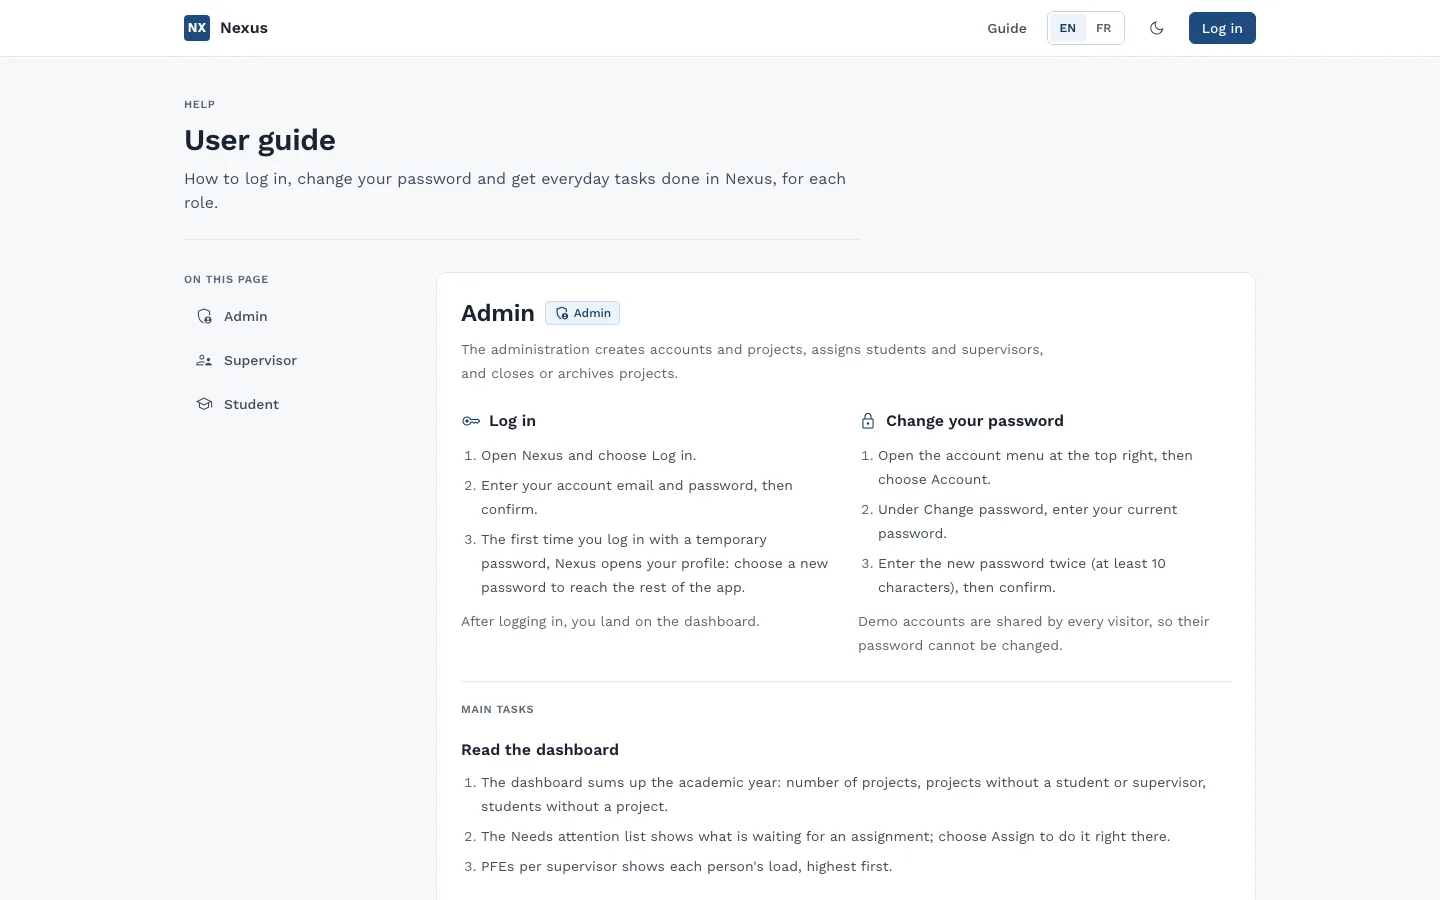 NX Nexus
Guide
EN FR
Log in
HELP
User guide
How to log in, change your password and get everyday tasks done in Nexus, for each
role.
ON THIS PAGE
Admin
Supervisor
Student
Admin
Admin
The administration creates accounts and projects, assigns students and supervisors,
and closes or archives projects.
Log in
1. Open Nexus and choose Log in.
2. Enter your account email and password, then
confirm.
3. The first time you log in with a temporary
password, Nexus opens your profile: choose a new
password to reach the rest of the app.
After logging in, you land on the dashboard.
Change your password
1. Open the account menu at the top right, then
choose Account.
2. Under Change password, enter your current
password.
3. Enter the new password twice (at least 10
characters), then confirm.
Demo accounts are shared by every visitor, so their
password cannot be changed.
MAIN TASKS
Read the dashboard
1. The dashboard sums up the academic year: number of projects, projects without a student or supervisor,
students without a project.
2. The Needs attention list shows what is waiting for an assignment; choose Assign to do it right there.
3. PFEs per supervisor shows each person's load, highest first.